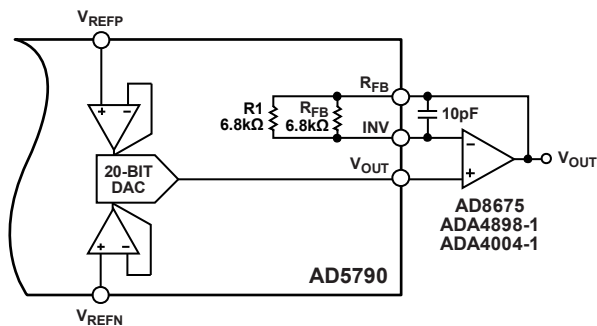 VREFP
RFB
R1
6.8kΩ
RFB
6.8kΩ
10pF
INV
20-BIT
DAC
VOUT
VOUT
AD8675
ADA4898-1
ADA4004-1
AD5790
VREFN
+
−
+
−
−
+